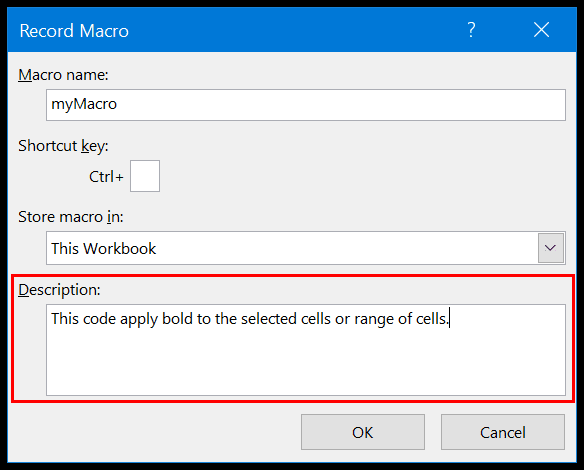 Record Macro ?
Macro name:
myMacro
Shortcut key:
Ctrl+
Store macro in:
This Workbook
Description:
This code apply bold to the selected cells or range of cells.
OK Cancel